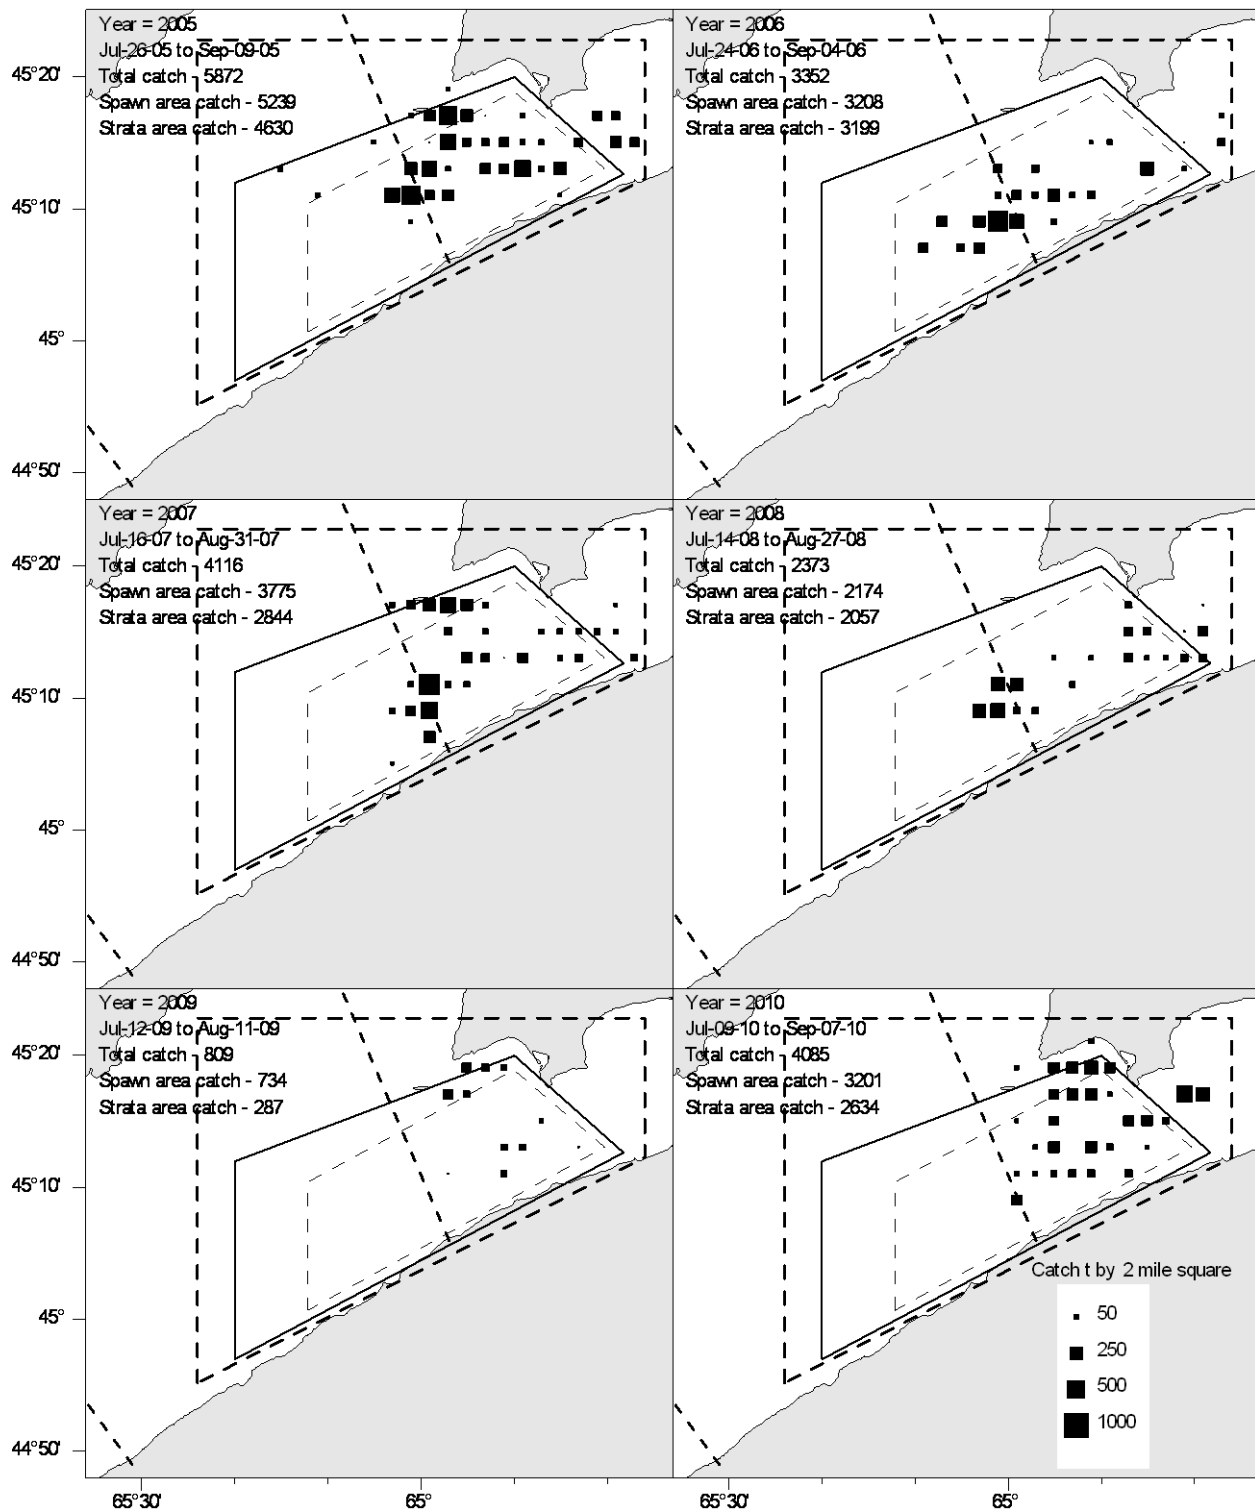 Year = 2005
Jul-26-05 to Sep-09-05
Total catch - 5872
Spawn area catch - 5239
Strata area catch - 4630
Year = 2006
Jul-24-06 to Sep-04-06
Total catch - 3352
Spawn area catch - 3208
Strata area catch - 3199
45°20'
45°10'
45°
44°50'
Year = 2007
Jul-16-07 to Aug-31-07
Total catch - 4116
Spawn area catch - 3775
Strata area catch - 2844
Year = 2008
Jul-14-08 to Aug-27-08
Total catch - 2373
Spawn area catch - 2174
Strata area catch - 2057
45°20'
45°10'
45°
44°50'
Year = 2009
Jul-12-09 to Aug-11-09
Total catch - 809
Spawn area catch - 734
Strata area catch - 287
Year = 2010
Jul-09-10 to Sep-07-10
Total catch - 4085
Spawn area catch - 3201
Strata area catch - 2634
45°20'
45°10'
45°
44°50'
Catch t by 2 mile square
50
250
500
1000
65°30'
65°
65°30'
65°